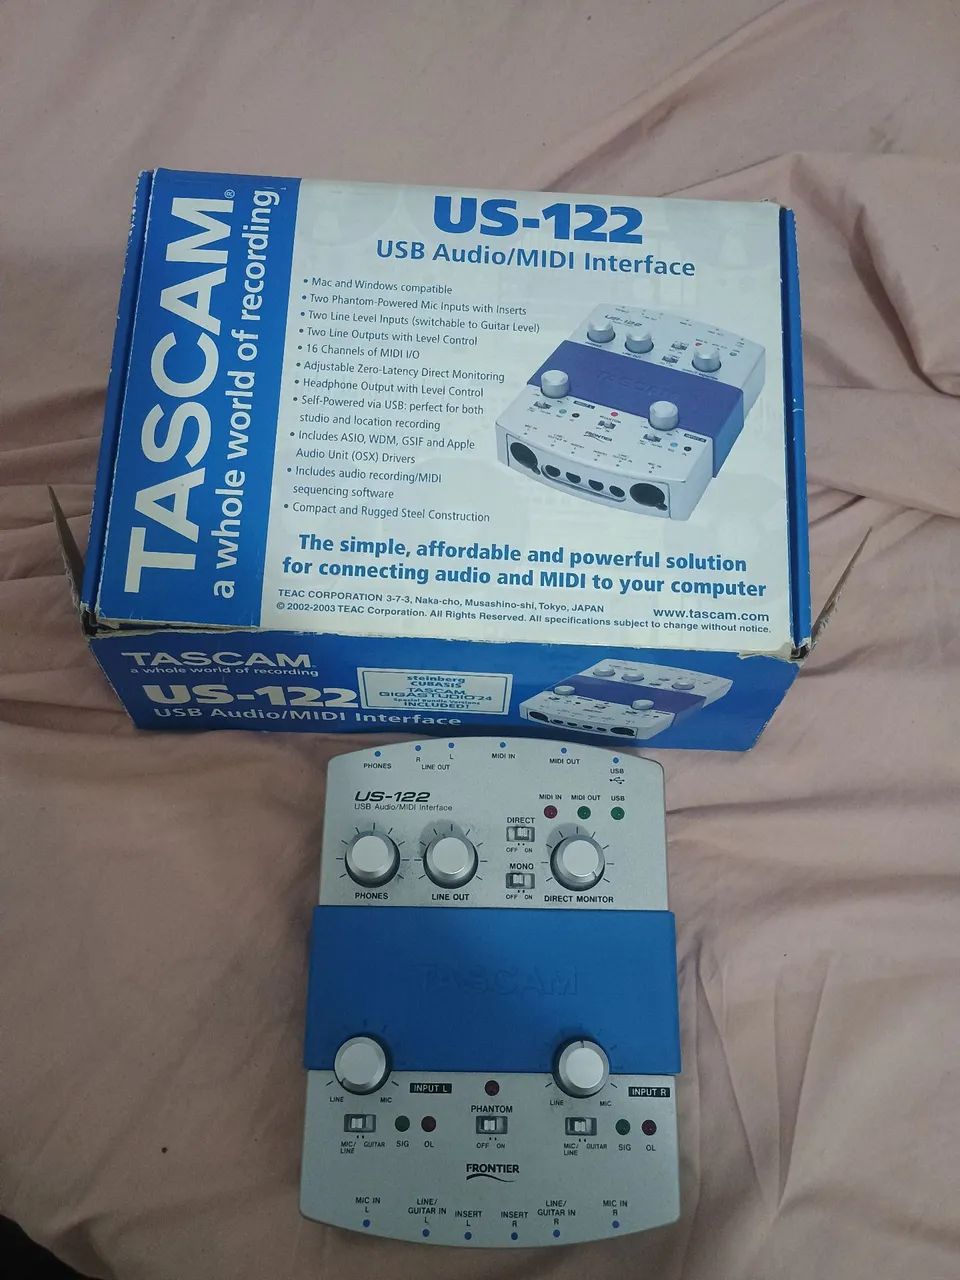 TASCAM®
a whole world of recording
US-122
USB Audio/MIDI Interface
• Mac and Windows compatible
• Two Phantom-Powered Mic Inputs with Inserts
• Two Line Level Inputs (switchable to Guitar Level)
• Two Line Outputs with Level Control
• 16 Channels of MIDI I/O
• Adjustable Zero-Latency Direct Monitoring
• Headphone Output with Level Control
• Self-Powered via USB: perfect for both
studio and location recording
• Includes ASIO, WDM, GSIF and Apple
Audio Unit (OSX) Drivers
• Includes audio recording/MIDI
sequencing software
• Compact and Rugged Steel Construction
US-122
TASCAM
FRONTIER
The simple, affordable and powerful solution
for connecting audio and MIDI to your computer
TEAC CORPORATION 3-7-3, Naka-cho, Musashino-shi, Tokyo, JAPAN
www.tascam.com
© 2002-2003 TEAC Corporation. All Rights Reserved. All specifications subject to change without notice.
TASCAM
a whole world of recording
US-122
USB Audio/MIDI Interface
steinberg
CUBASIS
TASCAM
GIGASTUDIO 24
Special Bundle Versions
INCLUDED!
PHONES
R
L
LINE OUT
MIDI IN
MIDI OUT
USB
US-122
USB Audio/MIDI Interface
MIDI IN
MIDI OUT
USB
DIRECT
OFF ON
MONO
OFF ON
PHONES
LINE OUT
DIRECT MONITOR
TASCAM
LINE
MIC
INPUT L
LINE
MIC
INPUT R
MIC/
LINE
GUITAR
SIG
OL
PHANTOM
OFF ON
MIC/
LINE
GUITAR
SIG
OL
FRONTIER
MIC IN
L
LINE/
GUITAR IN
L
INSERT
L
INSERT
R
LINE/
GUITAR IN
R
MIC IN
R